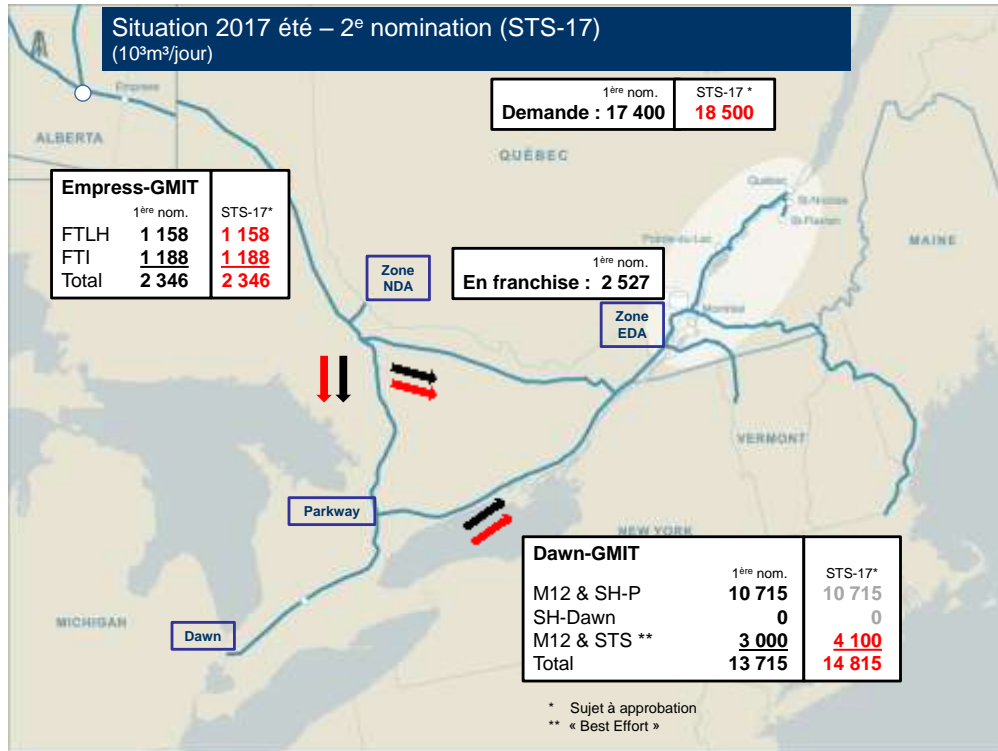 Situation 2017 été – 2e nomination (STS-17)
(10³m³/jour)
Empress
ALBERTA
1ère nom. STS-17 *
Demande : 17 400 18 500
QUÉBEC
Empress-GMIT
1ère nom. STS-17*
FTLH 1 158 1 158
FTI 1 188 1 188
Total 2 346 2 346
Québec
St-Nicolas
St-Flavien
Pointe-du-Lac
MAINE
Zone
NDA
1ère nom.
En franchise : 2 527
Zone
EDA
Montréal
VERMONT
Parkway
NEW YORK
Dawn-GMIT
1ère nom. STS-17*
M12 & SH-P 10 715 10 715
SH-Dawn 0 0
M12 & STS ** 3 000 4 100
Total 13 715 14 815
MICHIGAN
Dawn
* Sujet à approbation
** « Best Effort »